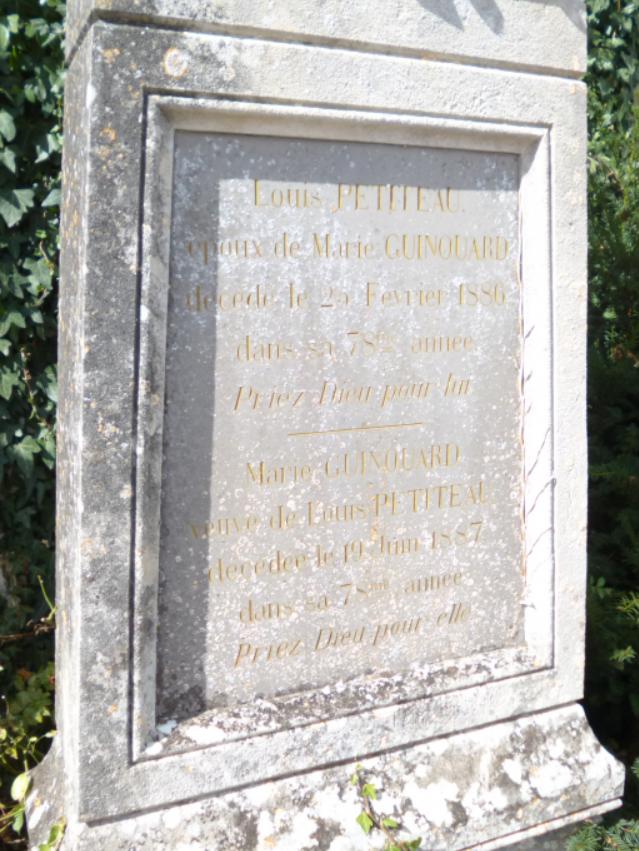 Louis PETITEAU.
époux de Marie GUINOUARD
décédé le 25 Février 1886
dans sa 78me année
Priez Dieu pour lui
Marie GUINOUARD
veuve de Louis PETITEAU
décédée le 19 Juin 1887
dans sa 78me année
Priez Dieu pour elle